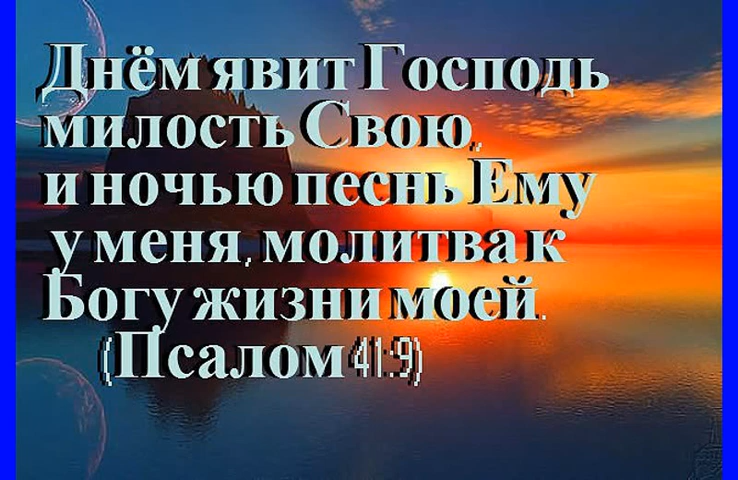 Днём явит Господь
милость Свою,
и ночью песнь Ему
у меня, молитва к
Богу жизни моей.
(Псалом 41:9)